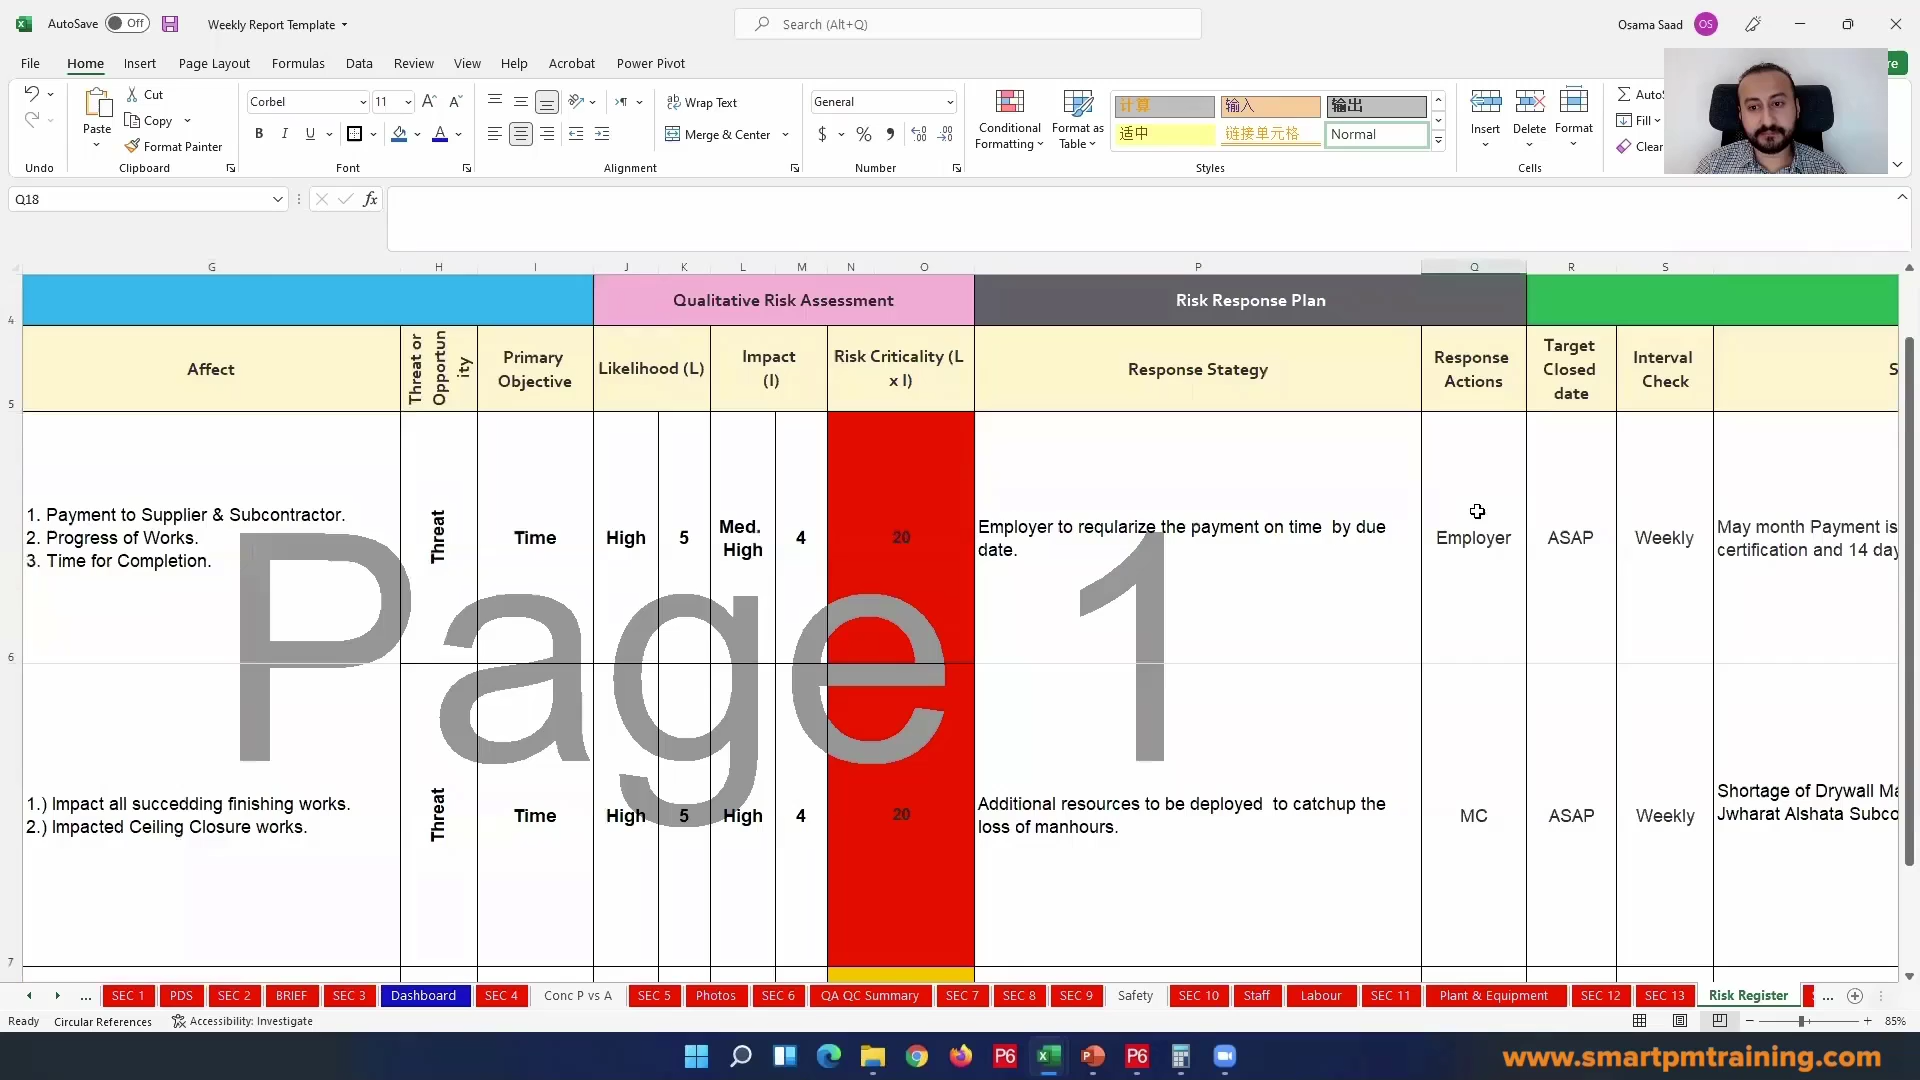 AutoSave Off Weekly Report Template Search (Alt+Q) Osama Saad OS
File Home Insert Page Layout Formulas Data Review View Help Acrobat Power Pivot
Paste Cut Copy Format Painter
Corbel 11
B I U A
Wrap Text
Merge & Center
General
$ %
Conditional Formatting
Format as Table
计算 输入 输出
适中 链接单元格 Normal
Insert Delete Format
Fill
Clear
Undo Clipboard Font Alignment Number Styles Cells
Q18 fx
G H I J K L M N O P Q R S
4
Qualitative Risk Assessment Risk Response Plan
5
Affect
Threat or Opportun ity
Primary Objective
Likelihood (L)
Impact (I)
Risk Criticality (L x I)
Response Stategy
Response Actions
Target Closed date
Interval Check
S
6
1. Payment to Supplier & Subcontractor.
2. Progress of Works.
3. Time for Completion.
Threat Time High 5 Med. High 4 20
Employer to reqularize the payment on time by due
date.
Employer ASAP Weekly
May month Payment is
certification and 14 day
Page 1
7
1.) Impact all succedding finishing works.
2.) Impacted Ceiling Closure works.
Threat Time High 5 High 4 20
Additional resources to be deployed to catchup the
loss of manhours.
MC ASAP Weekly
Shortage of Drywall Ma
Jwharat Alshata Subco
... SEC 1 PDS SEC 2 BRIEF SEC 3 Dashboard SEC 4 Conc P vs A SEC 5 Photos SEC 6 QA QC Summary SEC 7 SEC 8 SEC 9 Safety SEC 10 Staff Labour SEC 11 Plant & Equipment SEC 12 SEC 13 Risk Register ...
Ready Circular References Accessibility: Investigate 85%
P6 P6
www.smartpmtraining.com